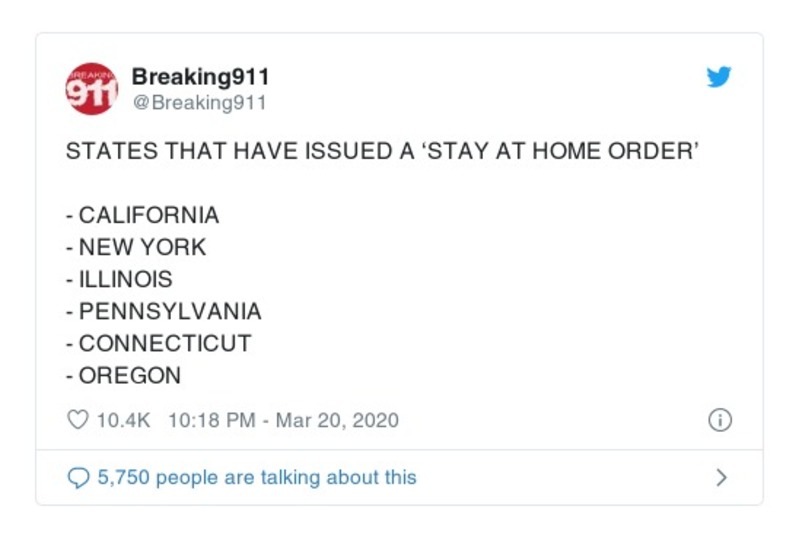 BREAKING
911
Breaking911
@Breaking911
STATES THAT HAVE ISSUED A ‘STAY AT HOME ORDER’
- CALIFORNIA
- NEW YORK
- ILLINOIS
- PENNSYLVANIA
- CONNECTICUT
- OREGON
10.4K 10:18 PM - Mar 20, 2020
5,750 people are talking about this